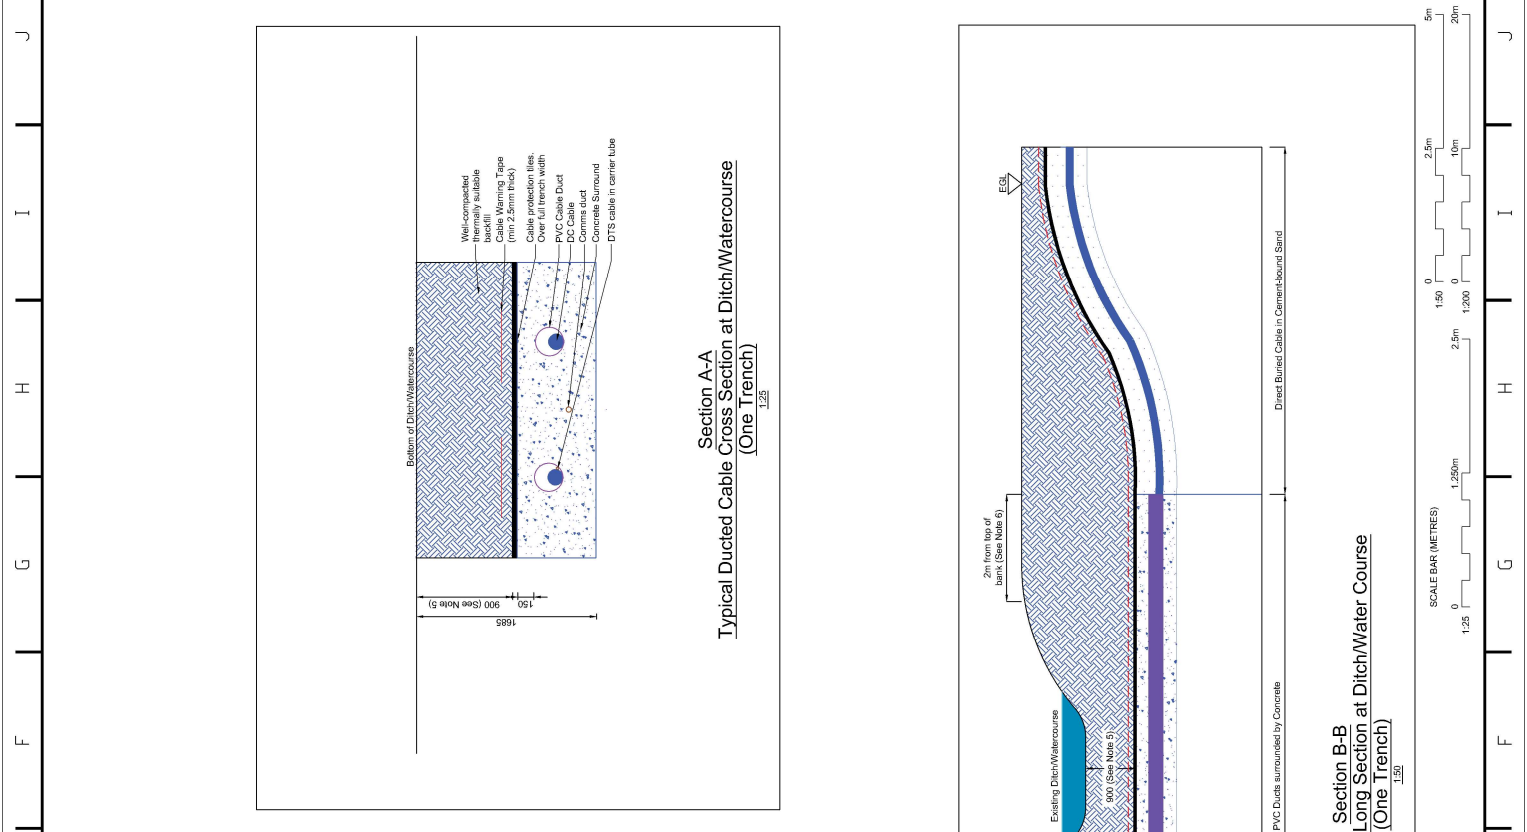 J
I
H
G
F
Bottom of Ditch/Watercourse
Well-compacted
thermally suitable
backfill
Cable Warning Tape
(min 2.5mm thick)
Cable protection tiles.
Over full trench width
PVC Cable Duct
DC Cable
Comms duct
Concrete Surround
DTS cable in carrier tube
900 (See Note 5)
150
1685
Section A-A
Typical Ducted Cable Cross Section at Ditch/Watercourse
(One Trench)
1:25
EGL
2m from top of
bank (See Note 6)
Existing Ditch/Watercourse
900 (See Note 5)
Direct Buried Cable in Cement-bound Sand
PVC Ducts surrounded by Concrete
Section B-B
Long Section at Ditch/Water Course
(One Trench)
1:50
SCALE BAR (METRES)
1:25
0
1.250m
2.5m
1:50
0
2.5m
5m
1:200
0
10m
20m
J
I
H
G
F